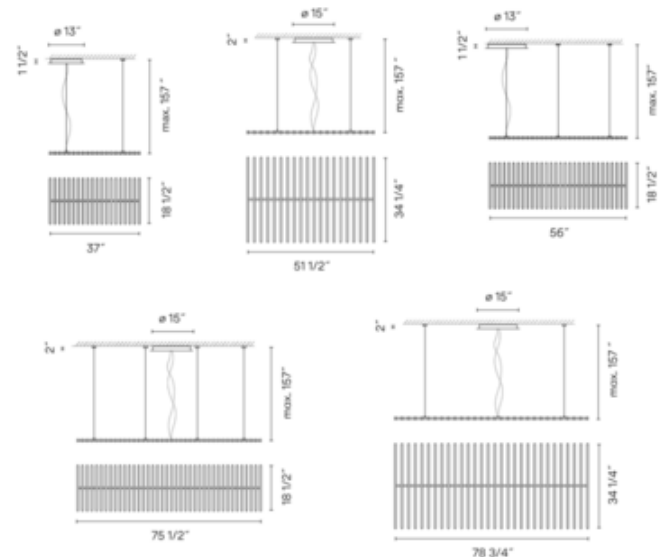 ø 13″
1 1/2″
max. 157″
18 1/2″
37″
ø 15″
2″
max. 157″
34 1/4″
51 1/2″
ø 13″
1 1/2″
max. 157″
18 1/2″
56″
ø 15″
2″
max. 157″
18 1/2″
75 1/2″
ø 15″
2″
max. 157″
34 1/4″
78 3/4″